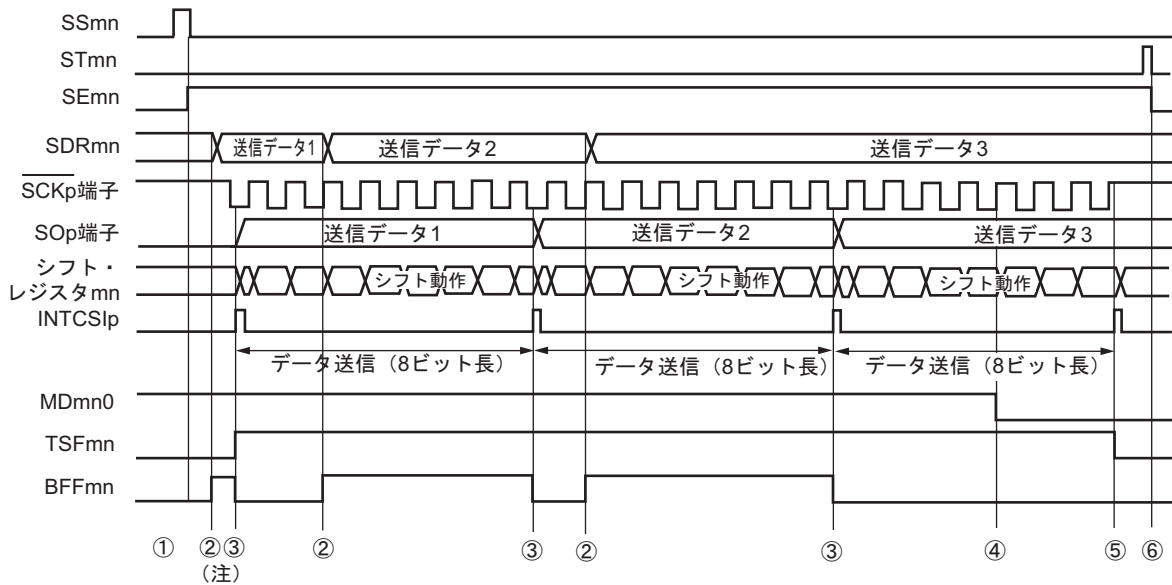 SSmn
STmn
SEmn
SDRmn 送信データ1 送信データ2 送信データ3
SCKp端子
SOp端子 送信データ1 送信データ2 送信データ3
シフト・
レジスタmn シフト動作 シフト動作 シフト動作
INTCSIp
データ送信（8ビット長） データ送信（8ビット長） データ送信（8ビット長）
MDmn0
TSFmn
BFFmn
① ② ③ ② ③ ② ③ ④ ⑤ ⑥
（注）